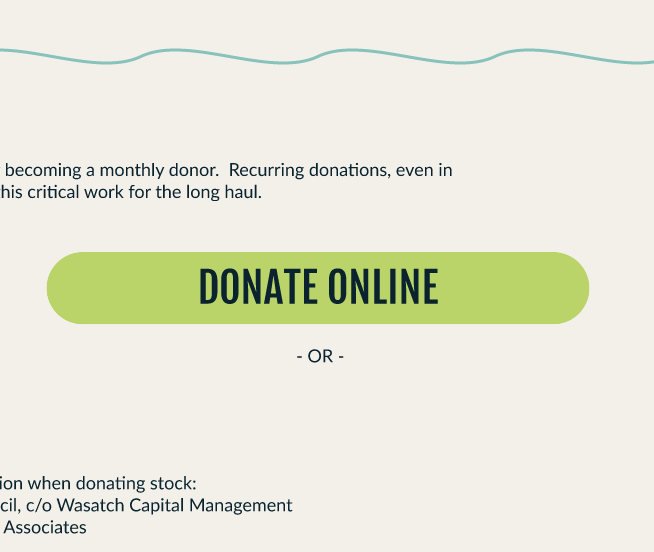 becoming a monthly donor.  Recurring donations, even in
this critical work for the long haul.
DONATE ONLINE
- OR -
ion when donating stock:
cil, c/o Wasatch Capital Management
Associates